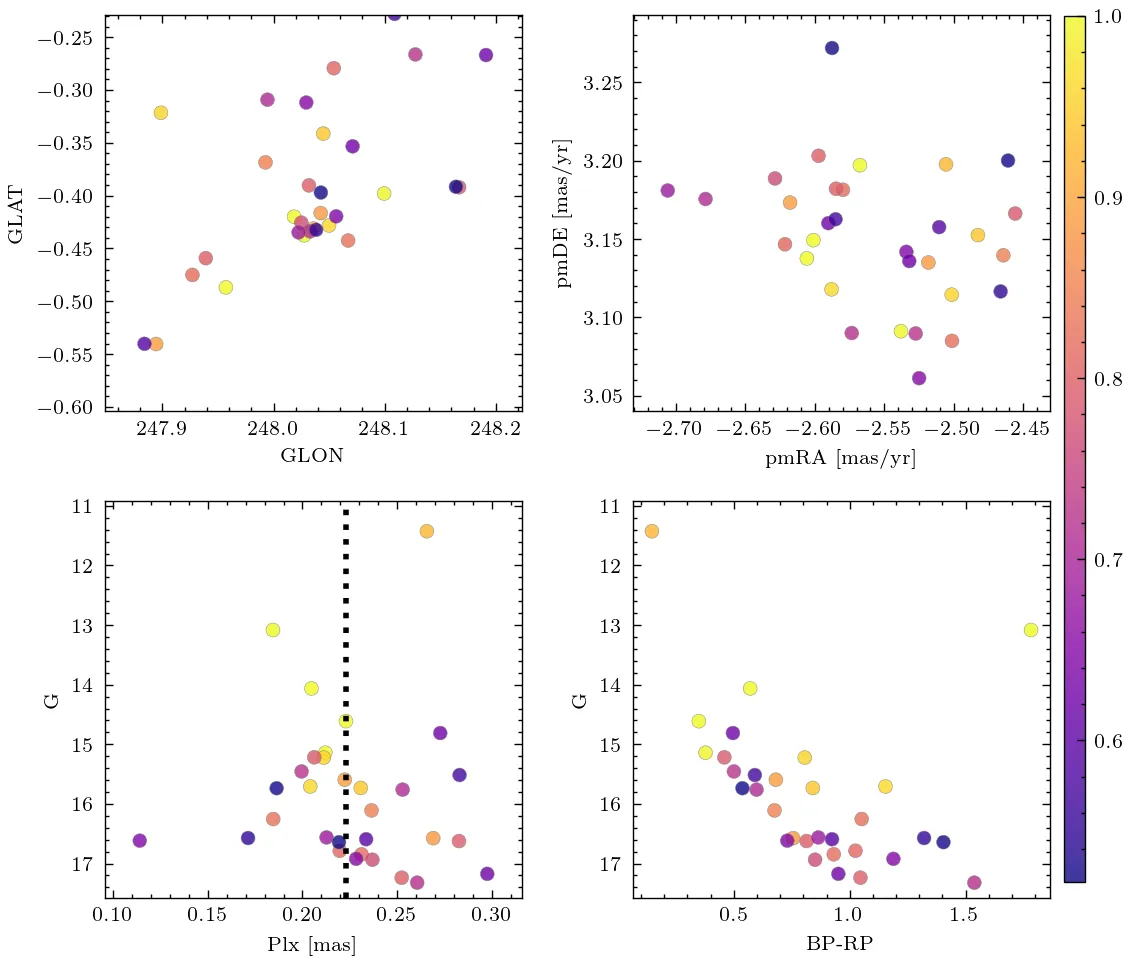 −0.25
−0.30
−0.35
−0.40
−0.45
−0.50
−0.55
−0.60
GLAT
247.9 248.0 248.1 248.2
GLON
3.25
3.20
3.15
3.10
3.05
pmDE [mas/yr]
−2.70 −2.65 −2.60 −2.55 −2.50 −2.45
pmRA [mas/yr]
1.0
0.9
0.8
0.7
0.6
11
12
13
14
15
16
17
G
0.10 0.15 0.20 0.25 0.30
Plx [mas]
11
12
13
14
15
16
17
G
0.5 1.0 1.5
BP-RP